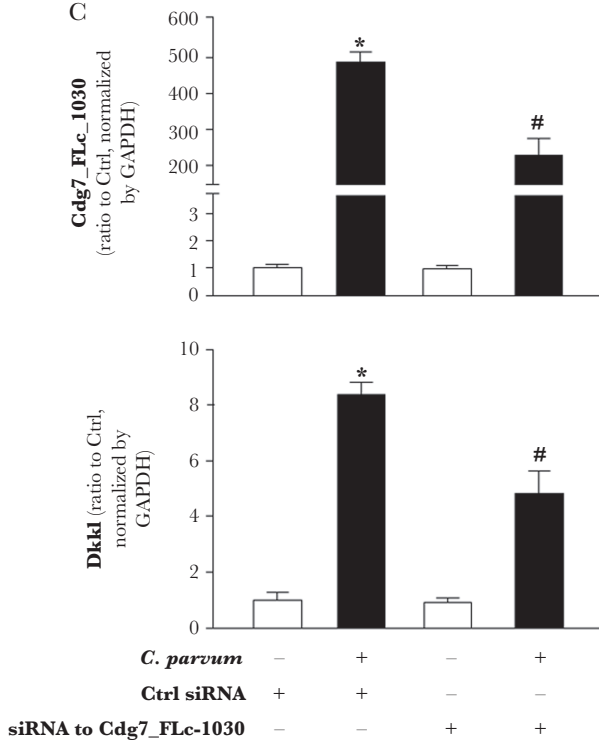 C
Cdg7_FLc_1030
(ratio to Ctrl, normalized
by GAPDH)
600
500
400
300
200
3
2
1
0
*
#
Dkkl (ratio to Ctrl,
normalized by
GAPDH)
10
8
6
4
2
0
*
#
C. parvum – + – +
Ctrl siRNA + + – –
siRNA to Cdg7_FLc-1030 – – + +